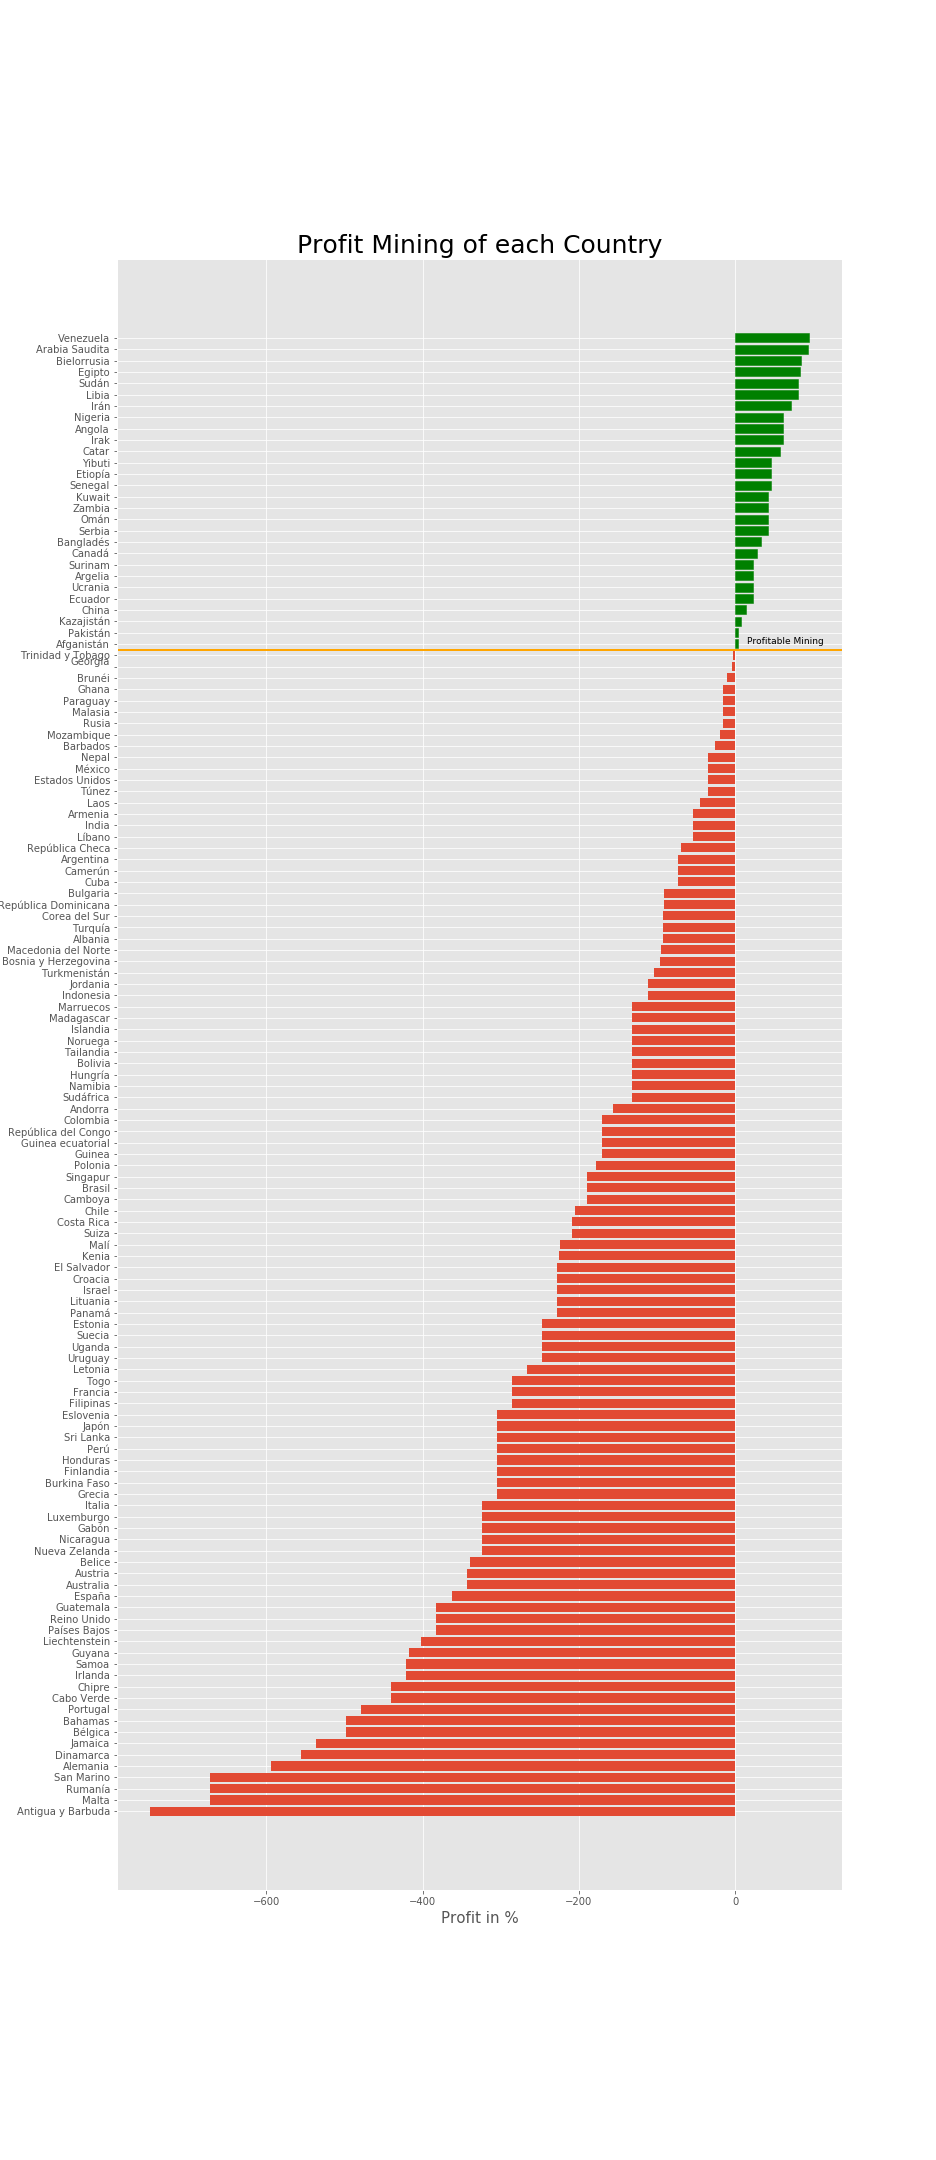 Profit Mining of each Country
Venezuela
Arabia Saudita
Bielorrusia
Egipto
Sudán
Libia
Irán
Nigeria
Angola
Irak
Catar
Yibuti
Etiopía
Senegal
Kuwait
Zambia
Omán
Serbia
Bangladés
Canadá
Surinam
Argelia
Ucrania
Ecuador
China
Kazajistán
Pakistán
Afganistán
Profitable Mining
Trinidad y Tobago
Georgia
Brunéi
Ghana
Paraguay
Malasia
Rusia
Mozambique
Barbados
Nepal
México
Estados Unidos
Túnez
Laos
Armenia
India
Líbano
República Checa
Argentina
Camerún
Cuba
Bulgaria
República Dominicana
Corea del Sur
Turquía
Albania
Macedonia del Norte
Bosnia y Herzegovina
Turkmenistán
Jordania
Indonesia
Marruecos
Madagascar
Islandia
Noruega
Tailandia
Bolivia
Hungría
Namibia
Sudáfrica
Andorra
Colombia
República del Congo
Guinea ecuatorial
Guinea
Polonia
Singapur
Brasil
Camboya
Chile
Costa Rica
Suiza
Malí
Kenia
El Salvador
Croacia
Israel
Lituania
Panamá
Estonia
Suecia
Uganda
Uruguay
Letonia
Togo
Francia
Filipinas
Eslovenia
Japón
Sri Lanka
Perú
Honduras
Finlandia
Burkina Faso
Grecia
Italia
Luxemburgo
Gabón
Nicaragua
Nueva Zelanda
Belice
Austria
Australia
España
Guatemala
Reino Unido
Países Bajos
Liechtenstein
Guyana
Samoa
Irlanda
Chipre
Cabo Verde
Portugal
Bahamas
Bélgica
Jamaica
Dinamarca
Alemania
San Marino
Rumanía
Malta
Antigua y Barbuda
−600 −400 −200 0
Profit in %